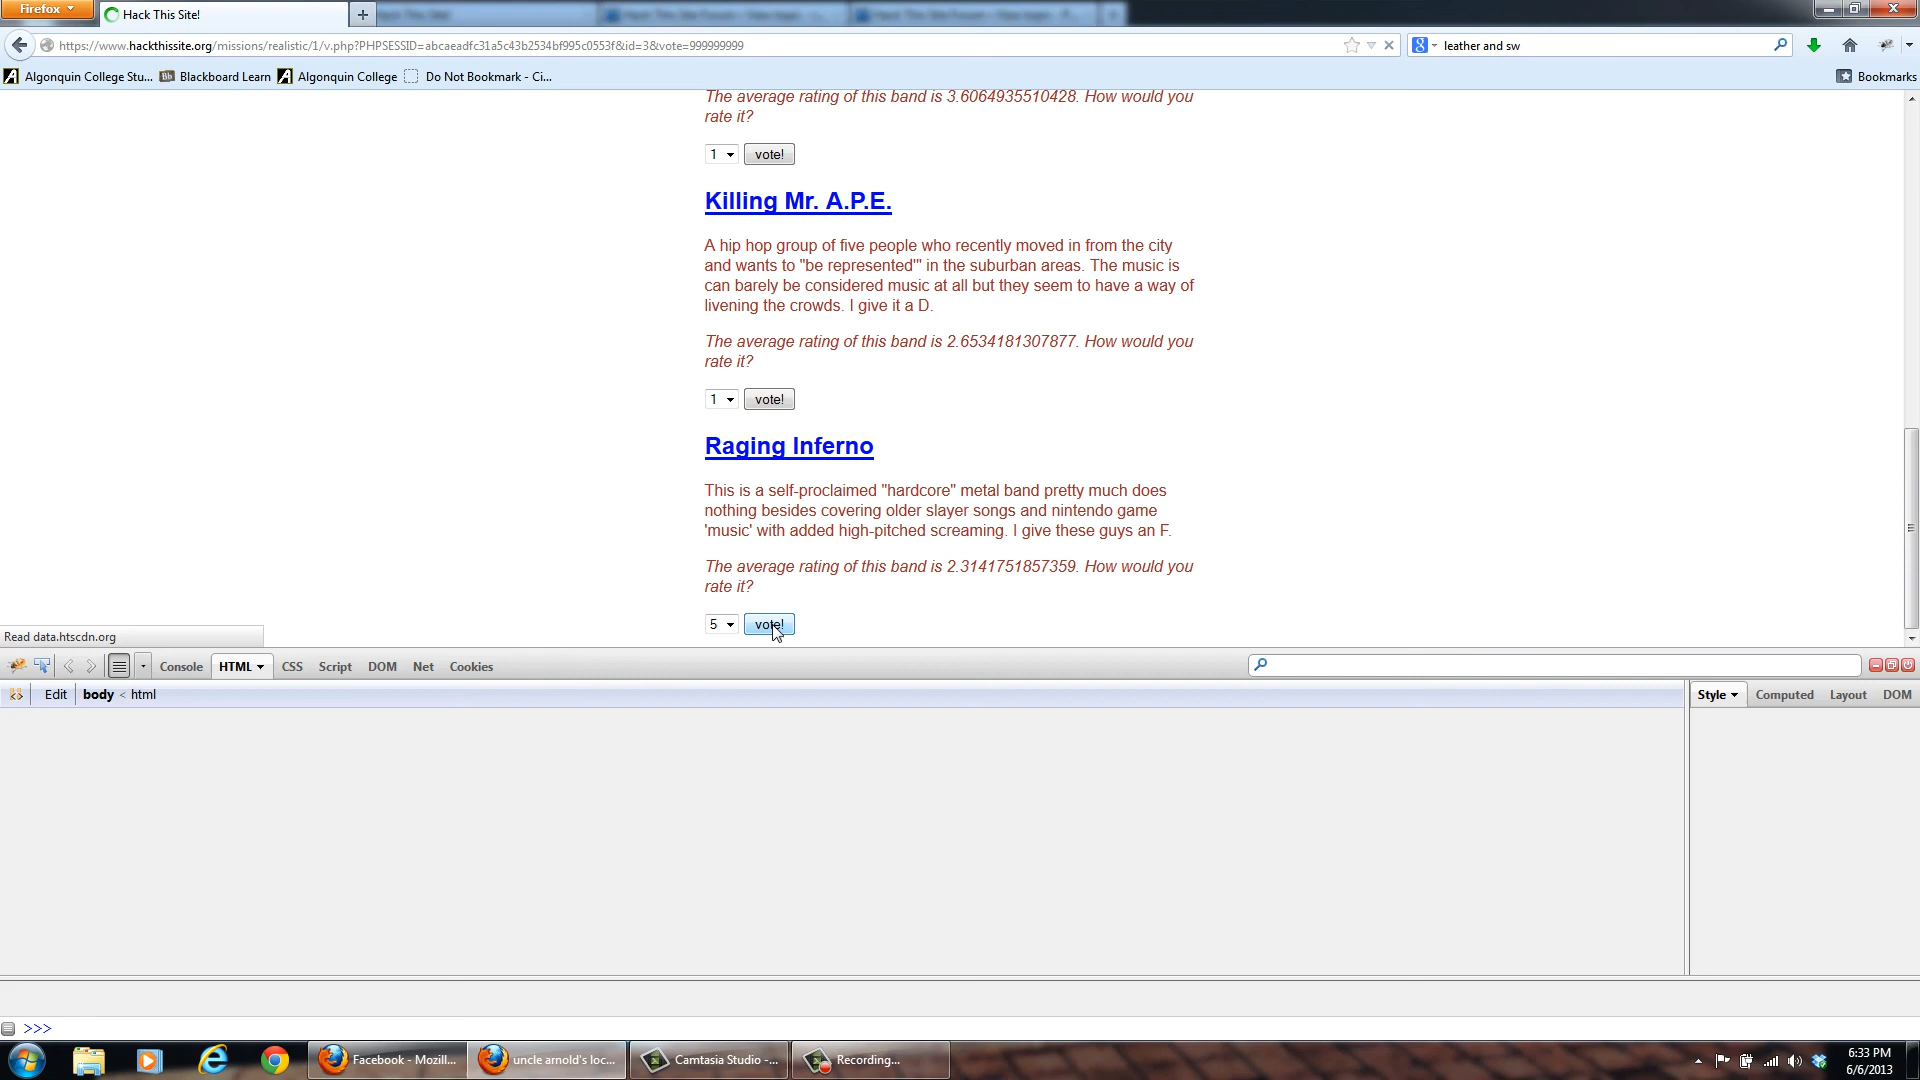 Firefox
Hack This Site!
https://www.hackthissite.org/missions/realistic/1/v.php?PHPSESSID=abcaeadfc31a5c43b2534bf995c0553f&id=3&vote=999999999
leather and sw
Algonquin College Stu... Blackboard Learn Algonquin College Do Not Bookmark - Ci...
Bookmarks
The average rating of this band is 3.6064935510428. How would you
rate it?
1 vote!
Killing Mr. A.P.E.
A hip hop group of five people who recently moved in from the city
and wants to "be represented'" in the suburban areas. The music is
can barely be considered music at all but they seem to have a way of
livening the crowds. I give it a D.
The average rating of this band is 2.6534181307877. How would you
rate it?
1 vote!
Raging Inferno
This is a self-proclaimed "hardcore" metal band pretty much does
nothing besides covering older slayer songs and nintendo game
'music' with added high-pitched screaming. I give these guys an F.
The average rating of this band is 2.3141751857359. How would you
rate it?
5 vote!
Read data.htscdn.org
Console HTML CSS Script DOM Net Cookies
Edit body < html
Style Computed Layout DOM
>>>
Facebook - Mozill... uncle arnold's loc... Camtasia Studio -... Recording...
6:33 PM
6/6/2013